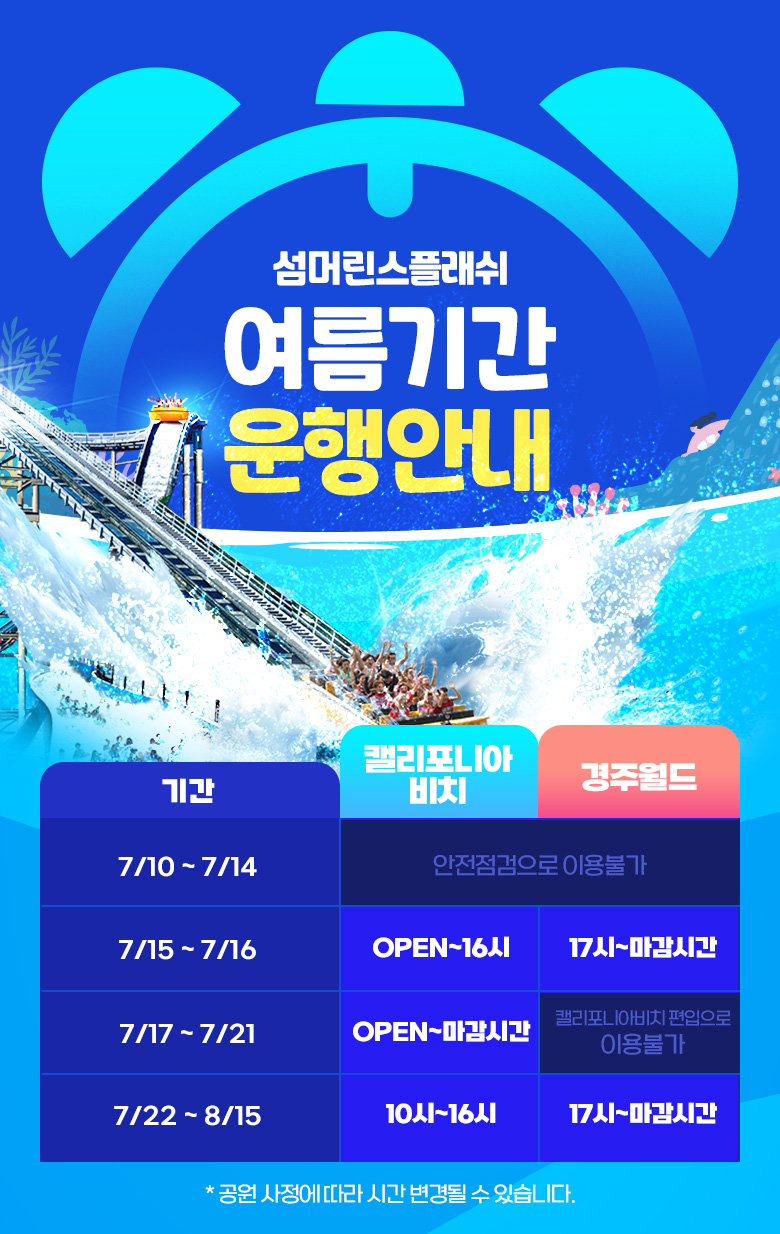 섬머린스플래쉬
여름기간
운행안내
기간
캘리포니아
비치
경주월드
7/10 ~ 7/14
안전점검으로 이용불가
7/15 ~ 7/16
OPEN~16시
17시~마감시간
7/17 ~ 7/21
OPEN~마감시간
캘리포니아비치 편입으로
이용불가
7/22 ~ 8/15
10시~16시
17시~마감시간
* 공원 사정에 따라 시간 변경될 수 있습니다.